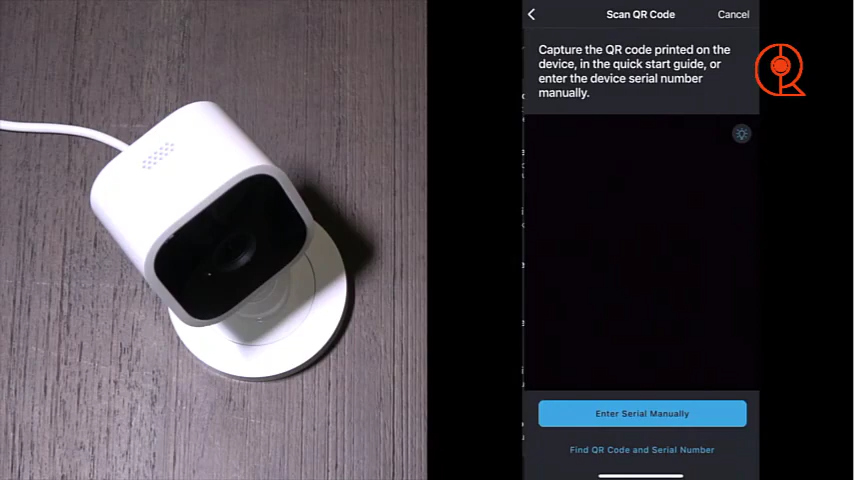 Scan QR Code
Cancel
Capture the QR code printed on the
device, in the quick start guide, or
enter the device serial number
manually.
Enter Serial Manually
Find QR Code and Serial Number